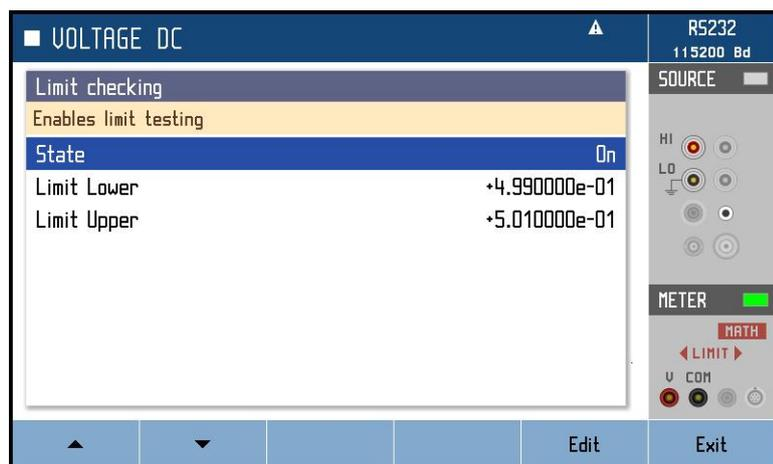 VOLTAGE DC
RS232
115200 Bd
Limit checking
Enables limit testing
State On
Limit Lower +4.990000e-01
Limit Upper +5.010000e-01
SOURCE
HI
LO
METER
MATH
LIMIT
V COM
Edit
Exit